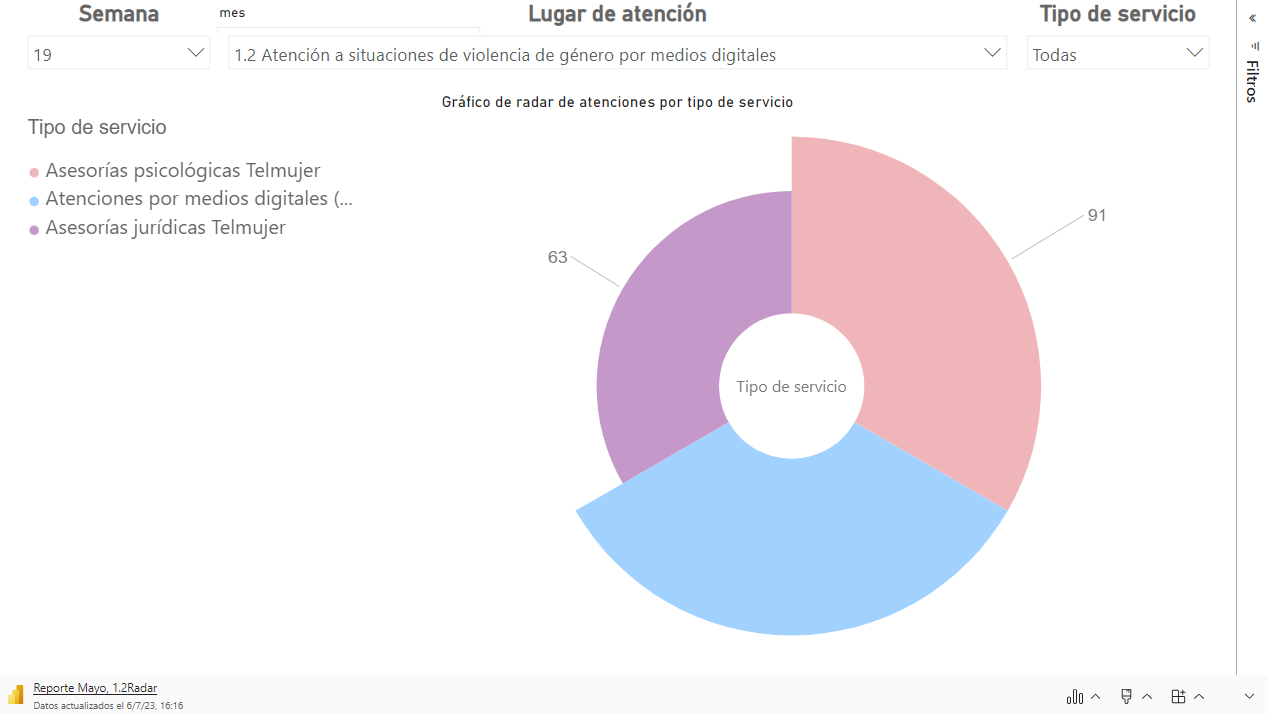 Semana
mes
Lugar de atención
Tipo de servicio
19
1.2 Atención a situaciones de violencia de género por medios digitales
Todas
Filtros
Gráfico de radar de atenciones por tipo de servicio
Tipo de servicio
Asesorías psicológicas Telmujer
Atenciones por medios digitales (...
Asesorías jurídicas Telmujer
91
63
Tipo de servicio
Reporte Mayo, 1.2Radar
Datos actualizados el 6/7/23, 16:16